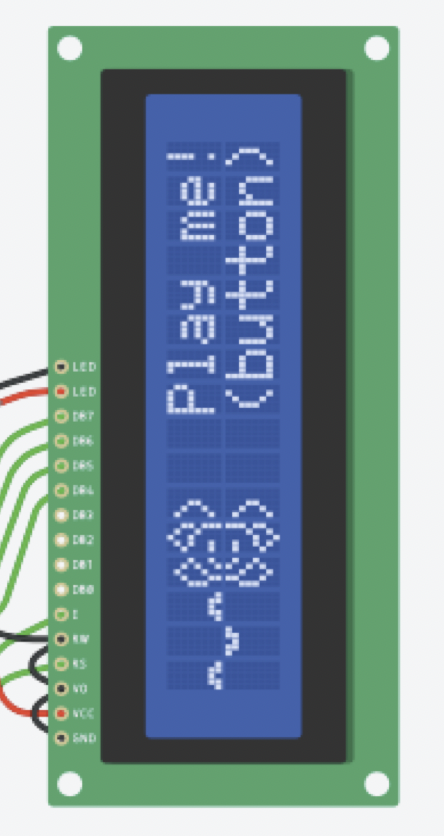 Play me!
(button)
LED
LED
DB7
DB6
DB5
DB4
DB3
DB2
DB1
DB0
E
RW
RS
VO
VCC
GND